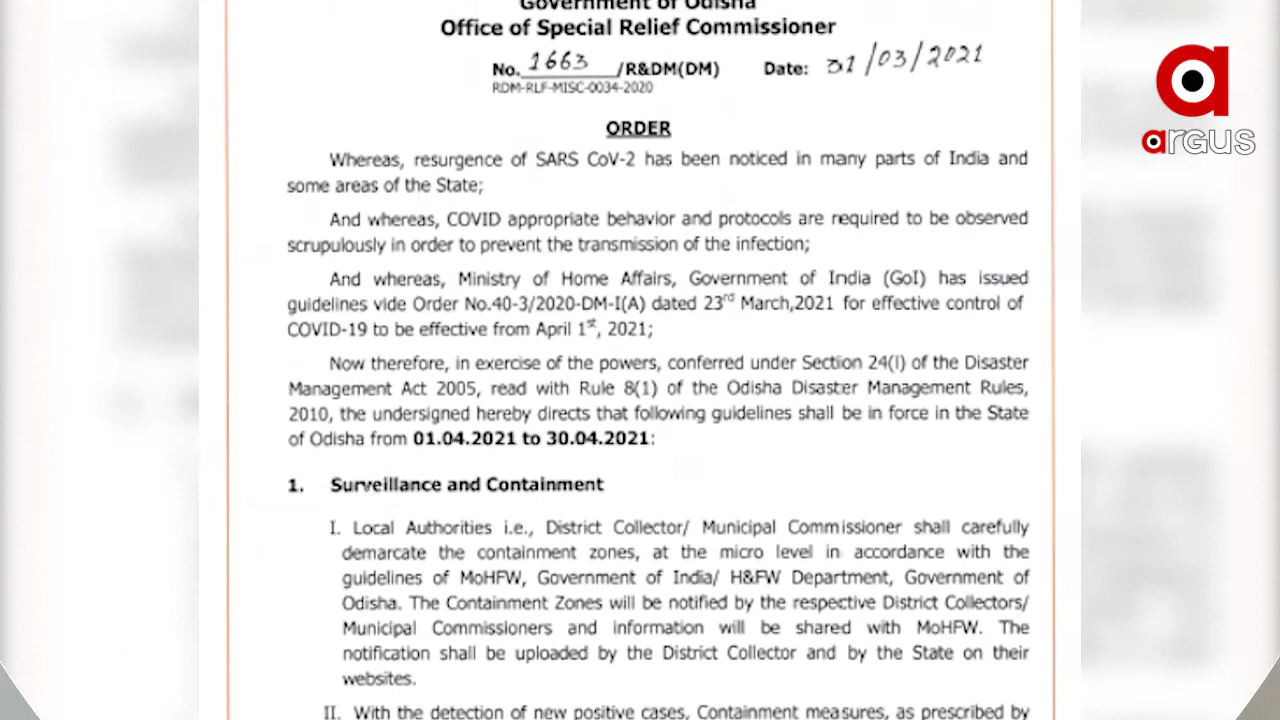 Government of Odisha
Office of Special Relief Commissioner
No. 1663 /R&DM(DM) Date: 31/03/2021
RDM-RLF-MISC-0034-2020
argus
ORDER
Whereas, resurgence of SARS CoV-2 has been noticed in many parts of India and
some areas of the State;
And whereas, COVID appropriate behavior and protocols are required to be observed
scrupulously in order to prevent the transmission of the infection;
And whereas, Ministry of Home Affairs, Government of India (GoI) has issued
guidelines vide Order No.40-3/2020-DM-I(A) dated 23rd March,2021 for effective control of
COVID-19 to be effective from April 1st, 2021;
Now therefore, in exercise of the powers, conferred under Section 24(l) of the Disaster
Management Act 2005, read with Rule 8(1) of the Odisha Disaster Management Rules,
2010, the undersigned hereby directs that following guidelines shall be in force in the State
of Odisha from 01.04.2021 to 30.04.2021:
1. Surveillance and Containment
I. Local Authorities i.e., District Collector/ Municipal Commissioner shall carefully
demarcate the containment zones, at the micro level in accordance with the
guidelines of MoHFW, Government of India/ H&FW Department, Government of
Odisha. The Containment Zones will be notified by the respective District Collectors/
Municipal Commissioners and information will be shared with MoHFW. The
notification shall be uploaded by the District Collector and by the State on their
websites.
II. With the detection of new positive cases, Containment measures, as prescribed by